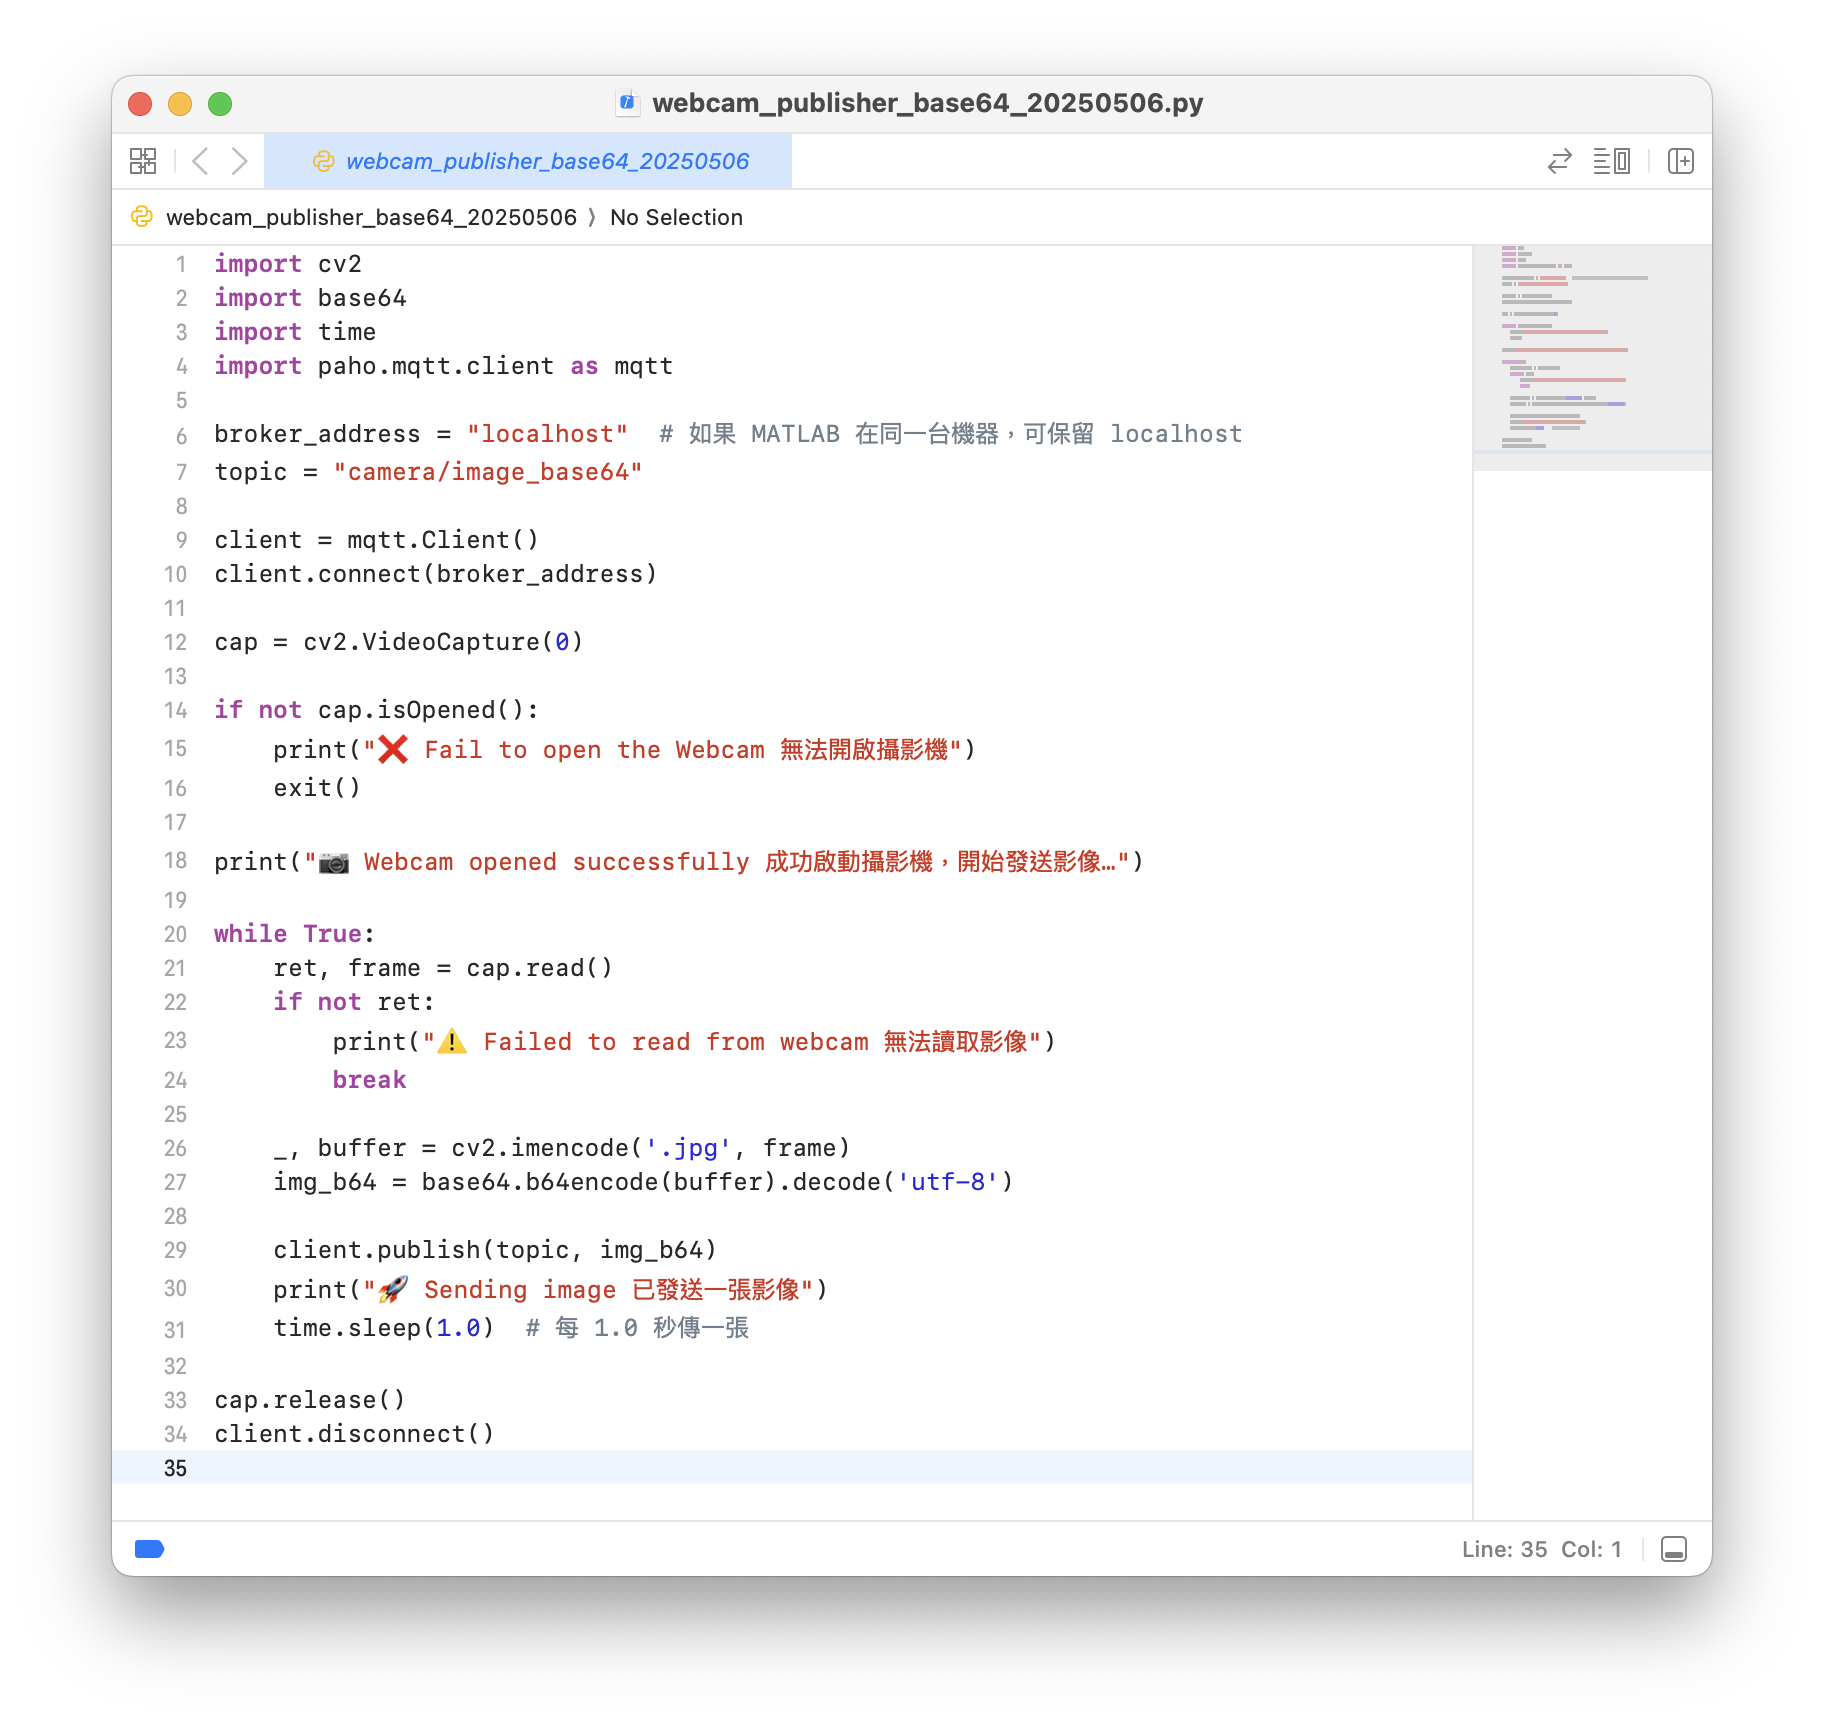 webcam_publisher_base64_20250506.py
webcam_publisher_base64_20250506
webcam_publisher_base64_20250506 ⟩ No Selection
1 import cv2
2 import base64
3 import time
4 import paho.mqtt.client as mqtt
5
6 broker_address = "localhost"  # 如果 MATLAB 在同一台機器，可保留 localhost
7 topic = "camera/image_base64"
8
9 client = mqtt.Client()
10 client.connect(broker_address)
11
12 cap = cv2.VideoCapture(0)
13
14 if not cap.isOpened():
15     print("❌ Fail to open the Webcam 無法開啟攝影機")
16     exit()
17
18 print("📷 Webcam opened successfully 成功啟動攝影機，開始發送影像…")
19
20 while True:
21     ret, frame = cap.read()
22     if not ret:
23         print("⚠️ Failed to read from webcam 無法讀取影像")
24         break
25
26     _, buffer = cv2.imencode('.jpg', frame)
27     img_b64 = base64.b64encode(buffer).decode('utf-8')
28
29     client.publish(topic, img_b64)
30     print("🚀 Sending image 已發送一張影像")
31     time.sleep(1.0)  # 每 1.0 秒傳一張
32
33 cap.release()
34 client.disconnect()
35
Line: 35 Col: 1